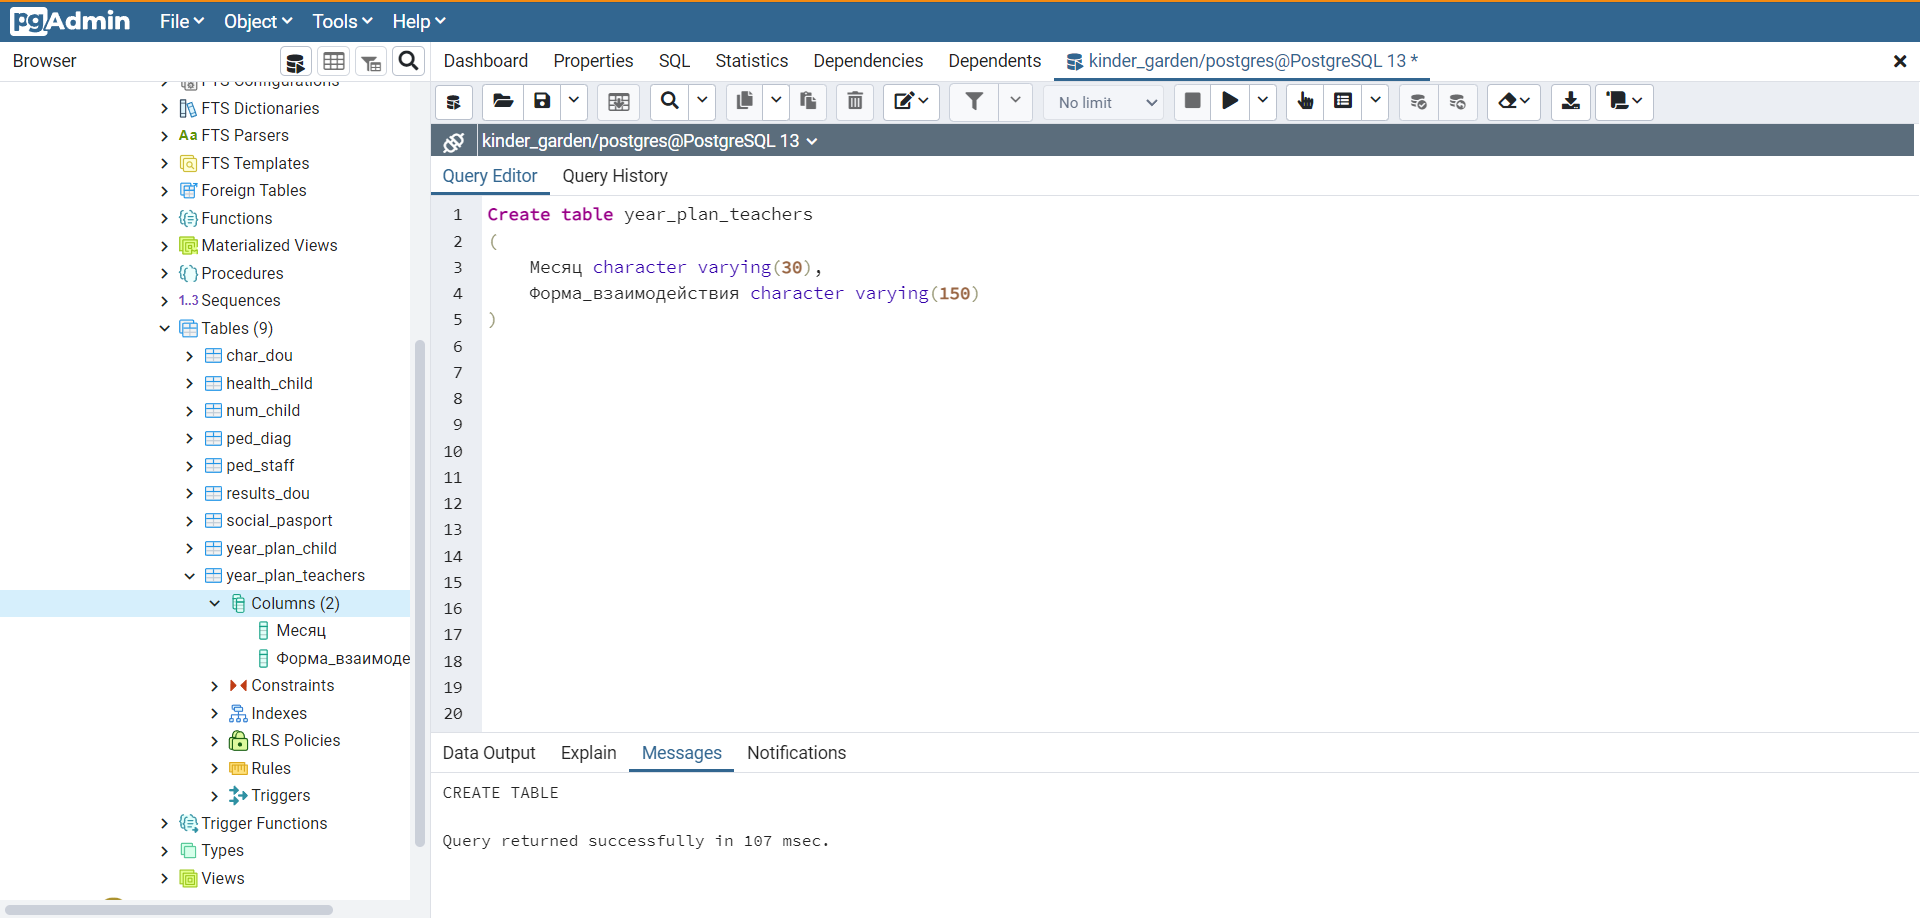 pgAdmin File Object Tools Help
Browser
Dashboard Properties SQL Statistics Dependencies Dependents kinder_garden/postgres@PostgreSQL 13 *
FTS Configurations
FTS Dictionaries
Aa FTS Parsers
FTS Templates
Foreign Tables
Functions
Materialized Views
Procedures
1..3 Sequences
Tables (9)
char_dou
health_child
num_child
ped_diag
ped_staff
results_dou
social_pasport
year_plan_child
year_plan_teachers
Columns (2)
Месяц
Форма_взаимоде
Constraints
Indexes
RLS Policies
Rules
Triggers
Trigger Functions
Types
Views
No limit
kinder_garden/postgres@PostgreSQL 13
Query Editor Query History
1 Create table year_plan_teachers
2 (
3 Месяц character varying(30),
4 Форма_взаимодействия character varying(150)
5 )
6
7
8
9
10
11
12
13
14
15
16
17
18
19
20
Data Output Explain Messages Notifications
CREATE TABLE
Query returned successfully in 107 msec.